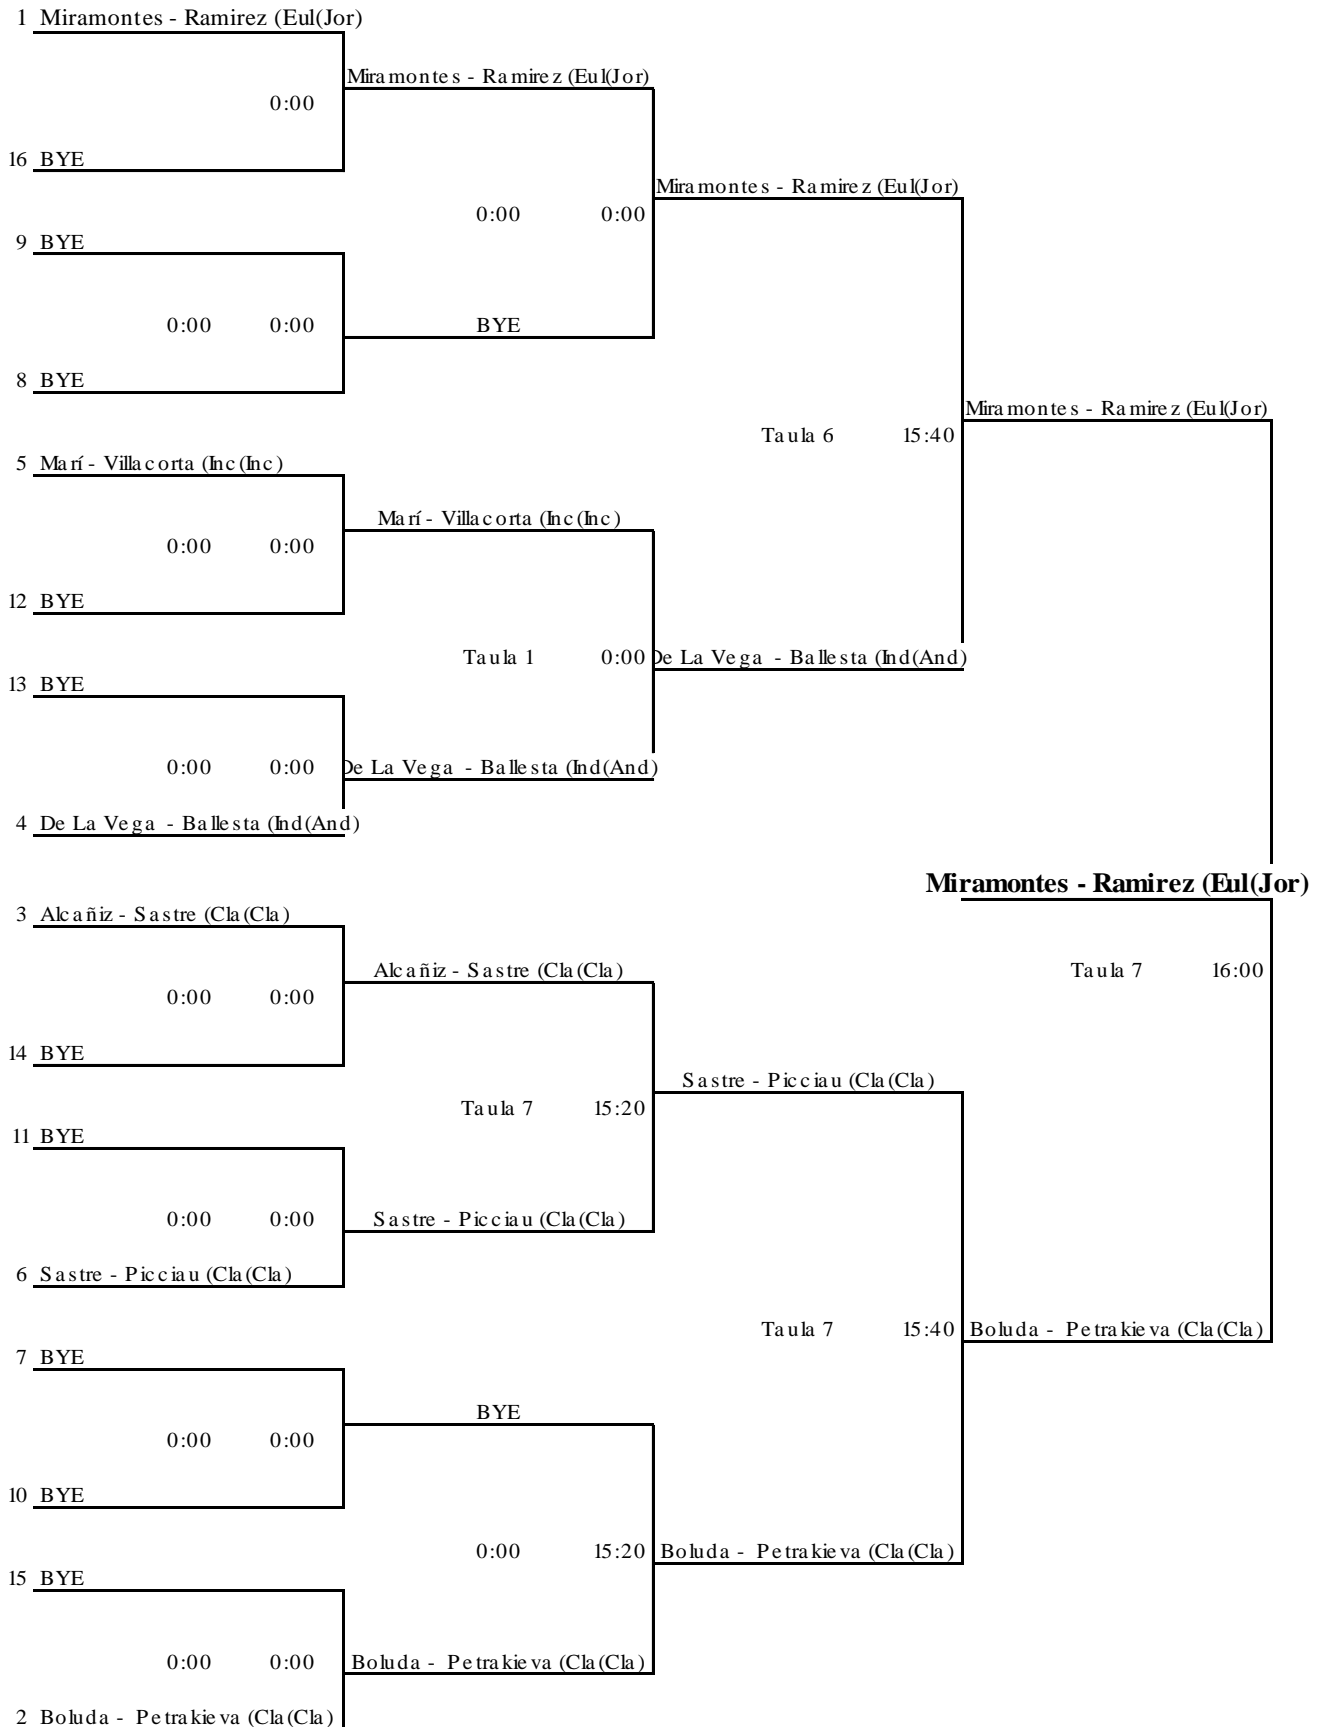 1 Miramontes - Ramirez (Eul(Jor)
Miramontes - Ramirez (Eul(Jor)
0:00
16 BYE
Miramontes - Ramirez (Eul(Jor)
0:00 0:00
9 BYE
0:00 0:00 BYE
8 BYE
Miramontes - Ramirez (Eul(Jor)
Taula 6 15:40
5 Marí - Villacorta (Inc(Inc)
Marí - Villacorta (Inc(Inc)
0:00 0:00
12 BYE
Taula 1 0:00 De La Vega - Ballesta (Ind(And)
13 BYE
0:00 0:00 De La Vega - Ballesta (Ind(And)
4 De La Vega - Ballesta (Ind(And)
Miramontes - Ramirez (Eul(Jor)
3 Alcañiz - Sastre (Cla(Cla)
Alcañiz - Sastre (Cla(Cla)
Taula 7 16:00
0:00 0:00
14 BYE
Sastre - Picciau (Cla(Cla)
Taula 7 15:20
11 BYE
0:00 0:00 Sastre - Picciau (Cla(Cla)
6 Sastre - Picciau (Cla(Cla)
Taula 7 15:40 Boluda - Petrakieva (Cla(Cla)
7 BYE
BYE
0:00 0:00
10 BYE
0:00 15:20 Boluda - Petrakieva (Cla(Cla)
15 BYE
0:00 0:00 Boluda - Petrakieva (Cla(Cla)
2 Boluda - Petrakieva (Cla(Cla)